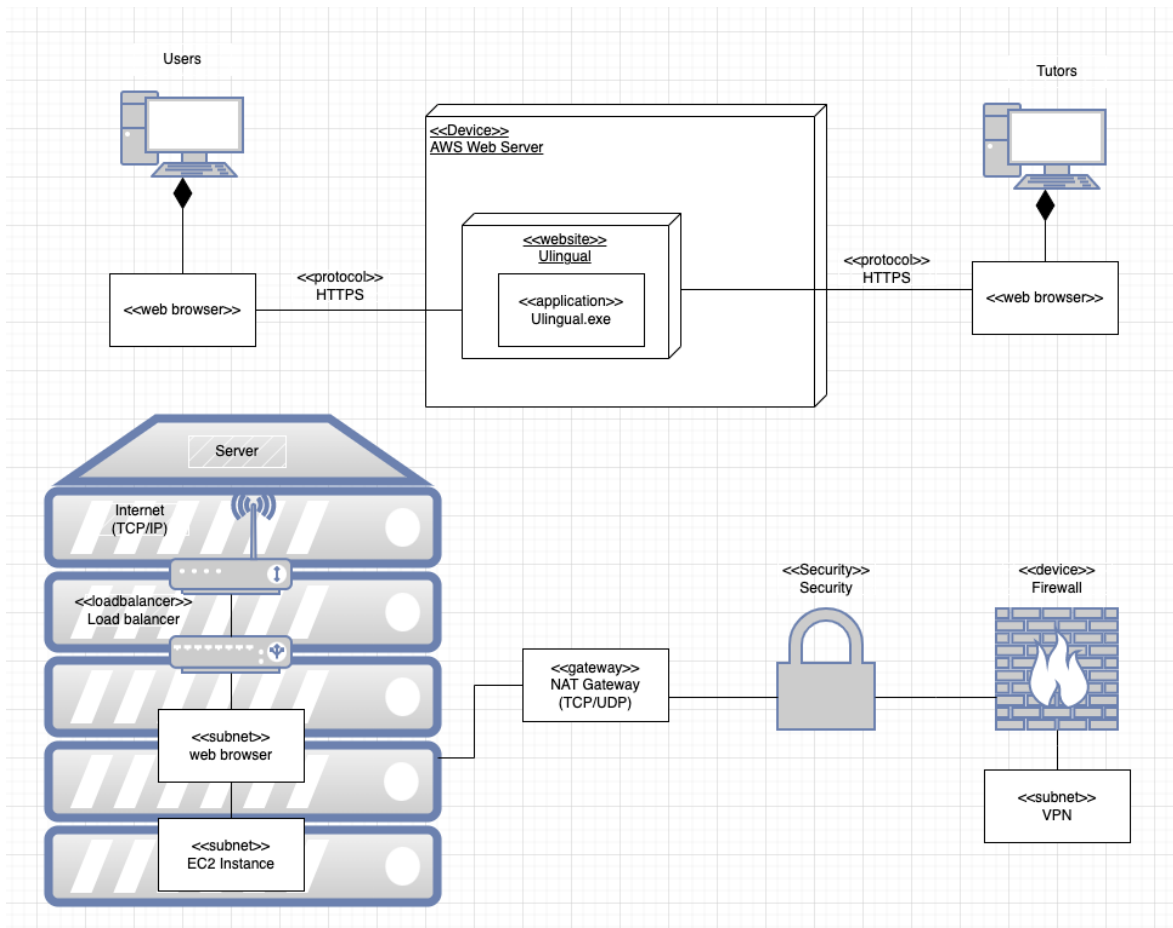 Users
Tutors
<<Device>>
AWS Web Server
<<website>>
Ulingual
<<application>>
Ulingual.exe
<<protocol>>
HTTPS
<<protocol>>
HTTPS
<<web browser>>
<<web browser>>
Server
Internet
(TCP/IP)
<<loadbalancer>>
Load balancer
<<subnet>>
web browser
<<subnet>>
EC2 Instance
<<gateway>>
NAT Gateway
(TCP/UDP)
<<Security>>
Security
<<device>>
Firewall
<<subnet>>
VPN